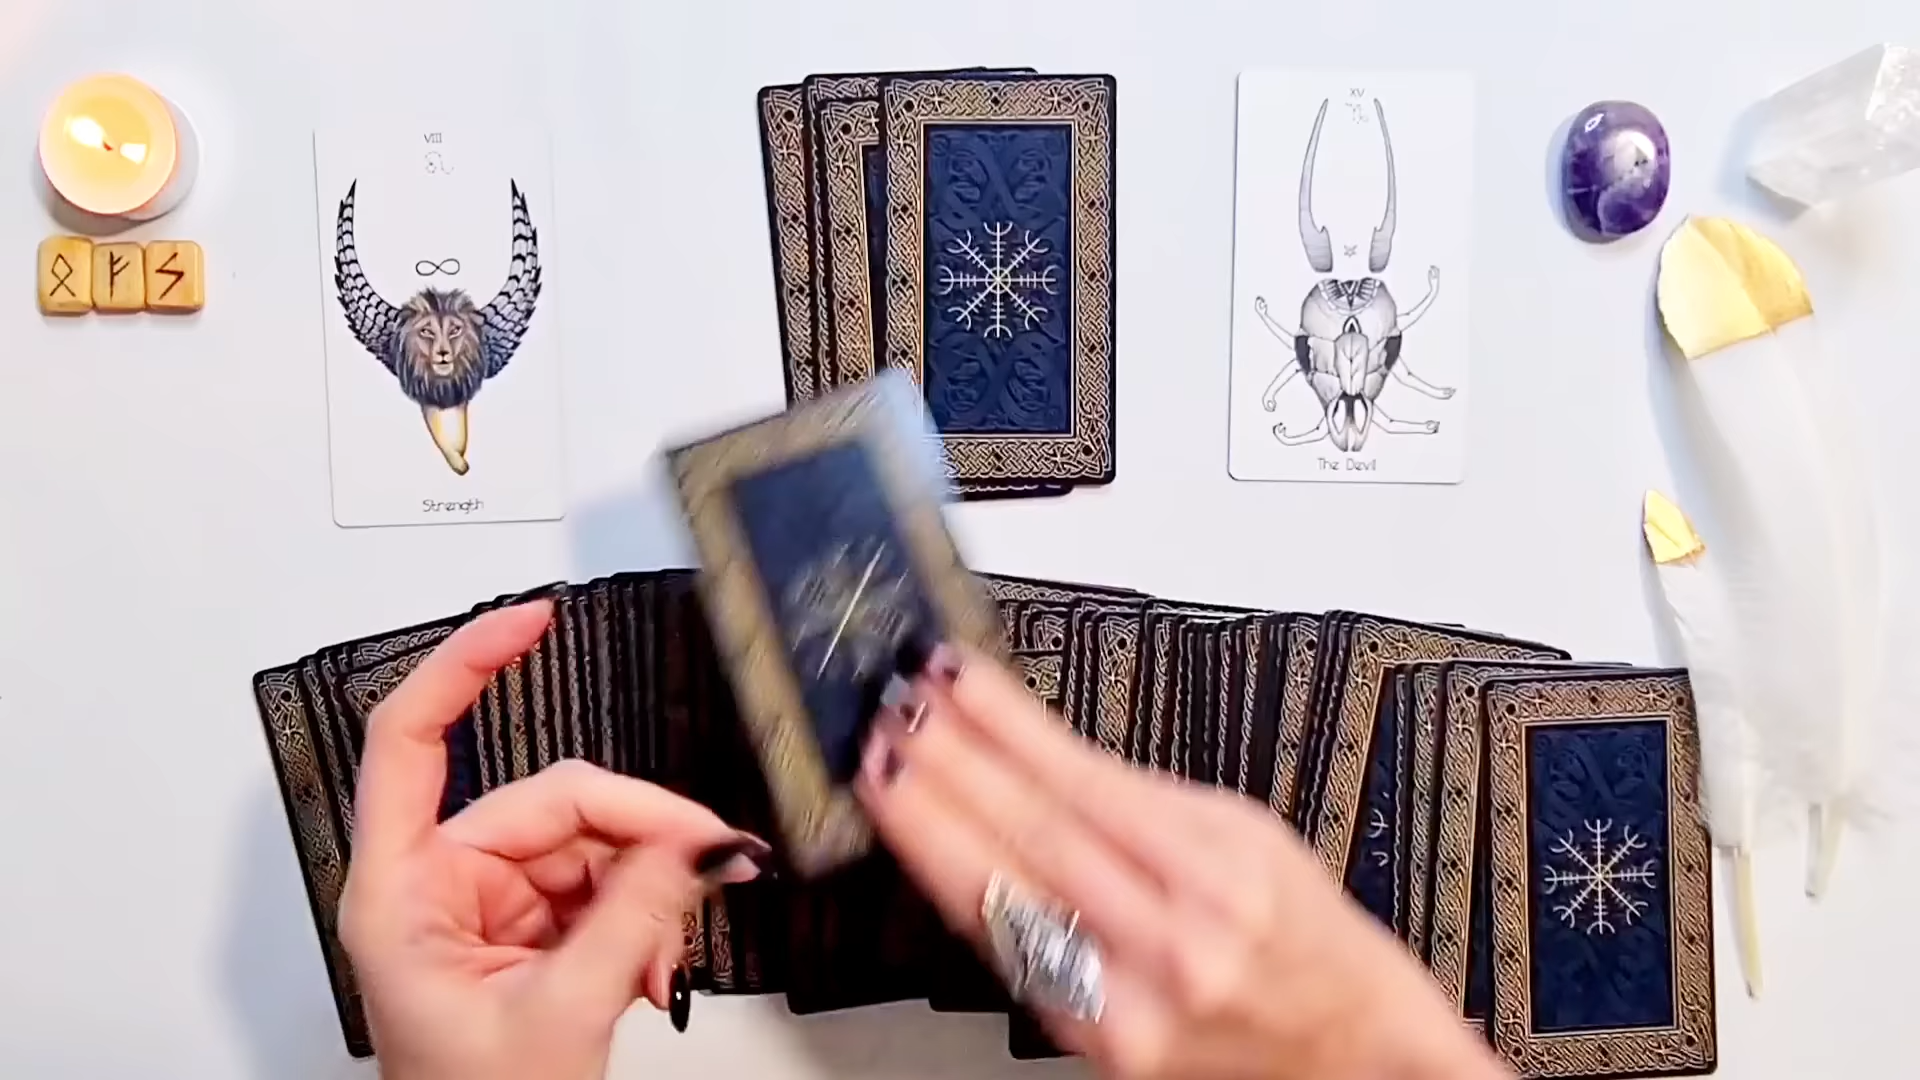 ᛟ ᚠ ᛊ
VIII
Strength
XV
The Devil